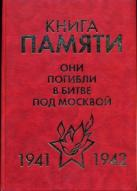 КНИГА
ПАМЯТИ
ОНИ
ПОГИБЛИ
В БИТВЕ
ПОД МОСКВОЙ
1941 1942